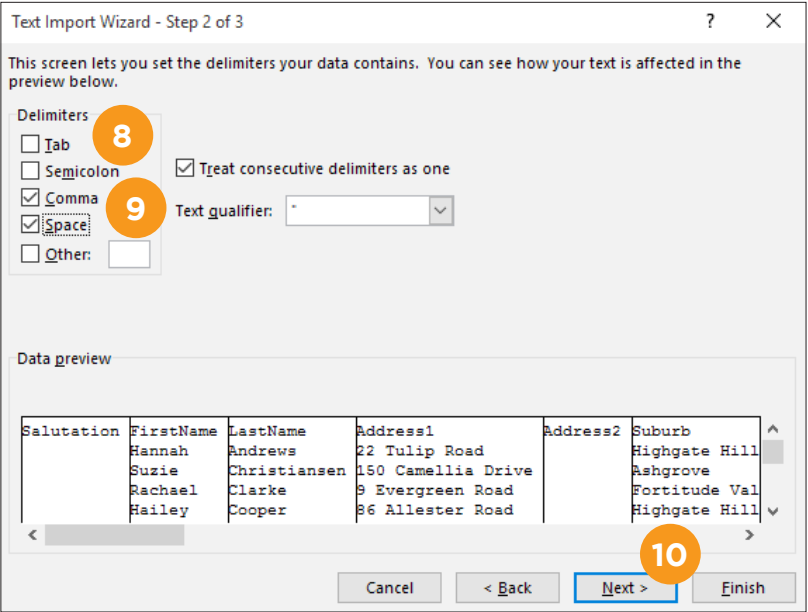 Text Import Wizard - Step 2 of 3 ? ×
This screen lets you set the delimiters your data contains. You can see how your text is affected in the
preview below.
Delimiters
Tab
8
Semicolon
Treat consecutive delimiters as one
Comma
9
Text qualifier: "
Space
Other:
Data preview
Salutation FirstName LastName Address1 Address2 Suburb
Hannah Andrews 22 Tulip Road Highgate Hill
Suzie Christiansen 150 Camellia Drive Ashgrove
Rachael Clarke 9 Evergreen Road Fortitude Val
Hailey Cooper 86 Allester Road Highgate Hill
10
Cancel < Back Next > Finish